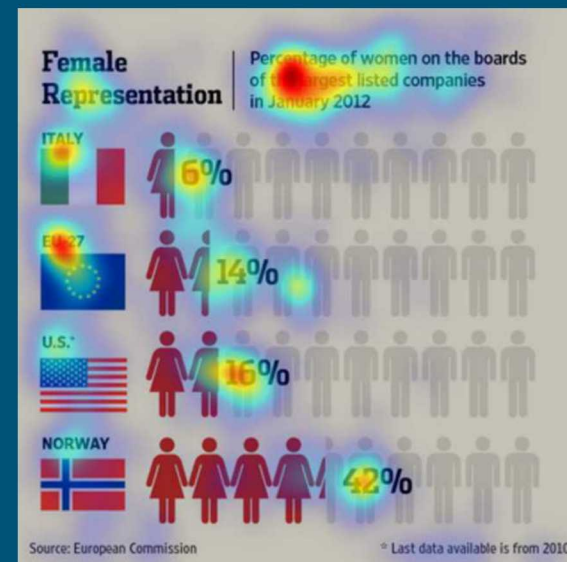 Female
Representation
Percentage of women on the boards
of the largest listed companies
in January 2012
ITALY
6%
EU-27
14%
U.S.*
16%
NORWAY
42%
Source: European Commission
* Last data available is from 2010